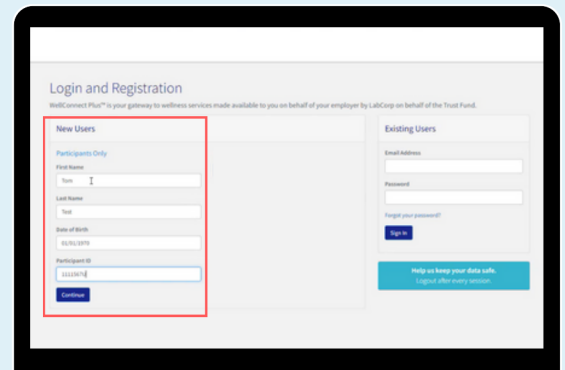 Login and Registration
WellConnect Plus™ is your gateway to wellness services made available to you on behalf of your employer by LabCorp on behalf of the Trust Fund.
New Users
Participants Only
First Name
Tom
Last Name
Test
Date of Birth
01/01/1970
Participant ID
Continue
Existing Users
Email Address
Password
Forgot your password?
Sign in
Help us keep your data safe.
Logout after every session.